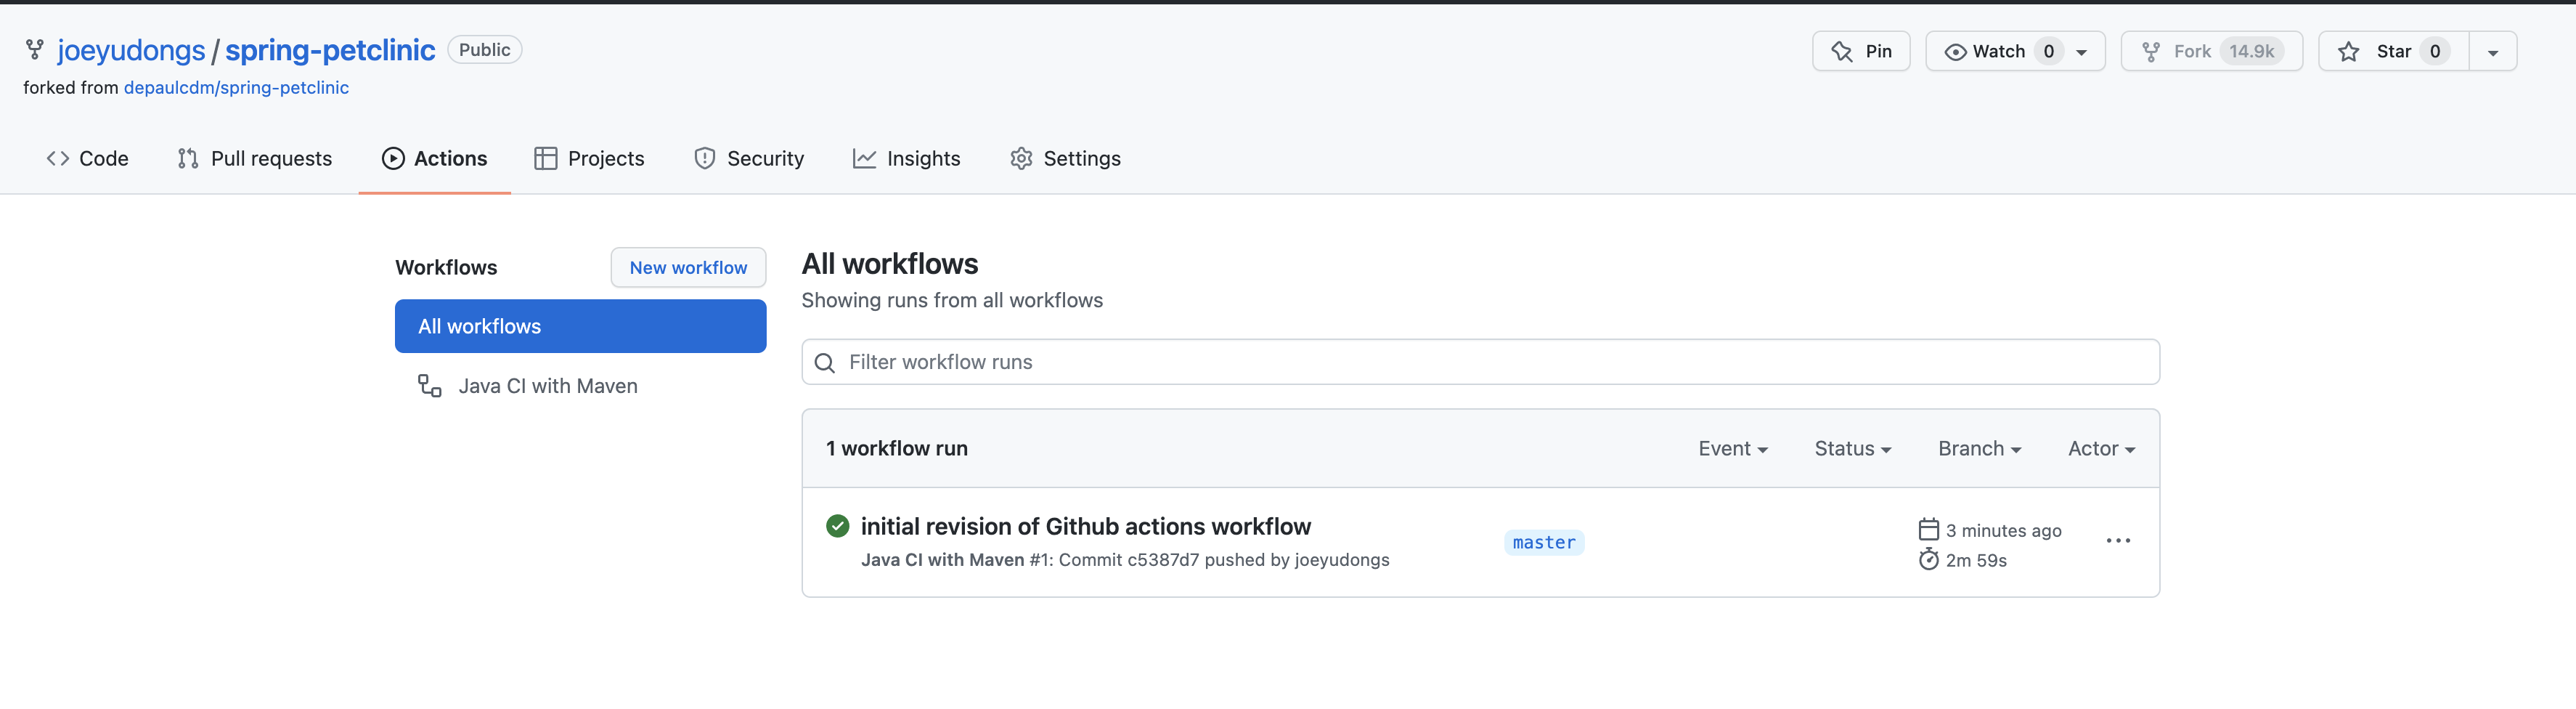 joeyudongs / spring-petclinic Public
Pin Watch 0 Fork 14.9k Star 0
forked from depaulcdm/spring-petclinic
Code Pull requests Actions Projects Security Insights Settings
Workflows New workflow
All workflows
Java CI with Maven
All workflows
Showing runs from all workflows
Filter workflow runs
1 workflow run Event Status Branch Actor
initial revision of Github actions workflow
Java CI with Maven #1: Commit c5387d7 pushed by joeyudongs
master
3 minutes ago
2m 59s